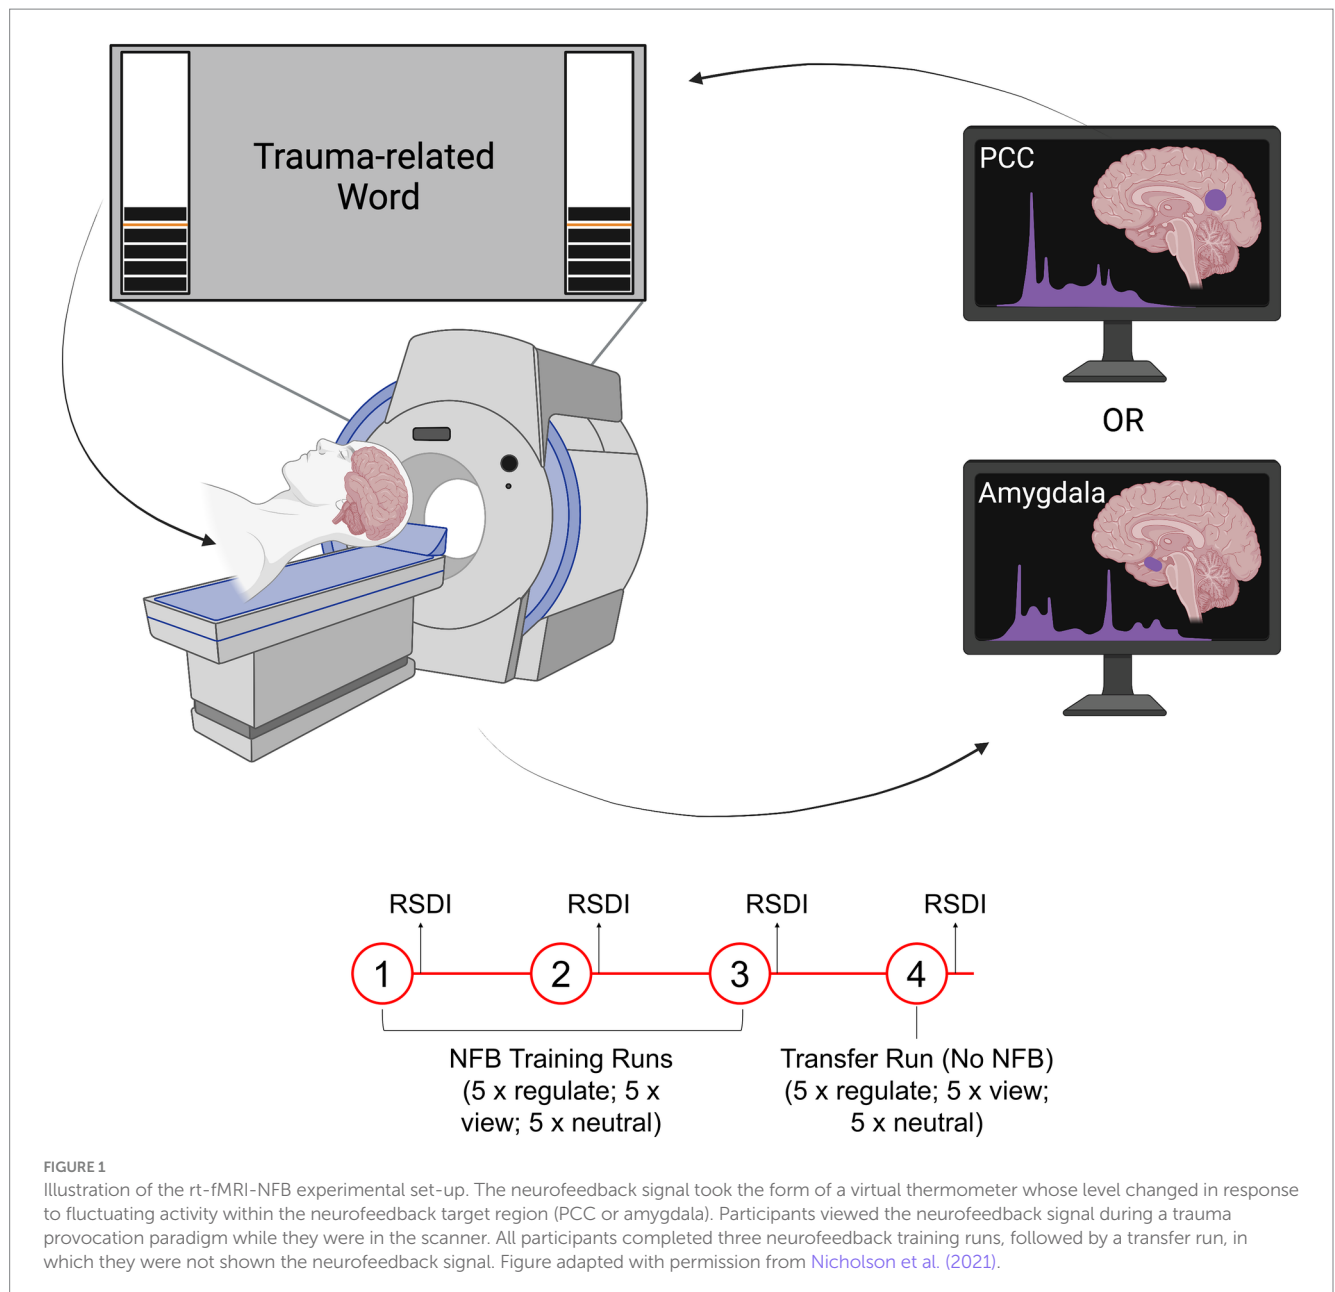 Trauma-related
Word
PCC
OR
Amygdala
RSDI
RSDI
RSDI
RSDI
1
2
3
4
NFB Training Runs
(5 x regulate; 5 x
view; 5 x neutral)
Transfer Run (No NFB)
(5 x regulate; 5 x view;
5 x neutral)
FIGURE 1
Illustration of the rt-fMRI-NFB experimental set-up. The neurofeedback signal took the form of a virtual thermometer whose level changed in response
to fluctuating activity within the neurofeedback target region (PCC or amygdala). Participants viewed the neurofeedback signal during a trauma
provocation paradigm while they were in the scanner. All participants completed three neurofeedback training runs, followed by a transfer run, in
which they were not shown the neurofeedback signal. Figure adapted with permission from Nicholson et al. (2021).